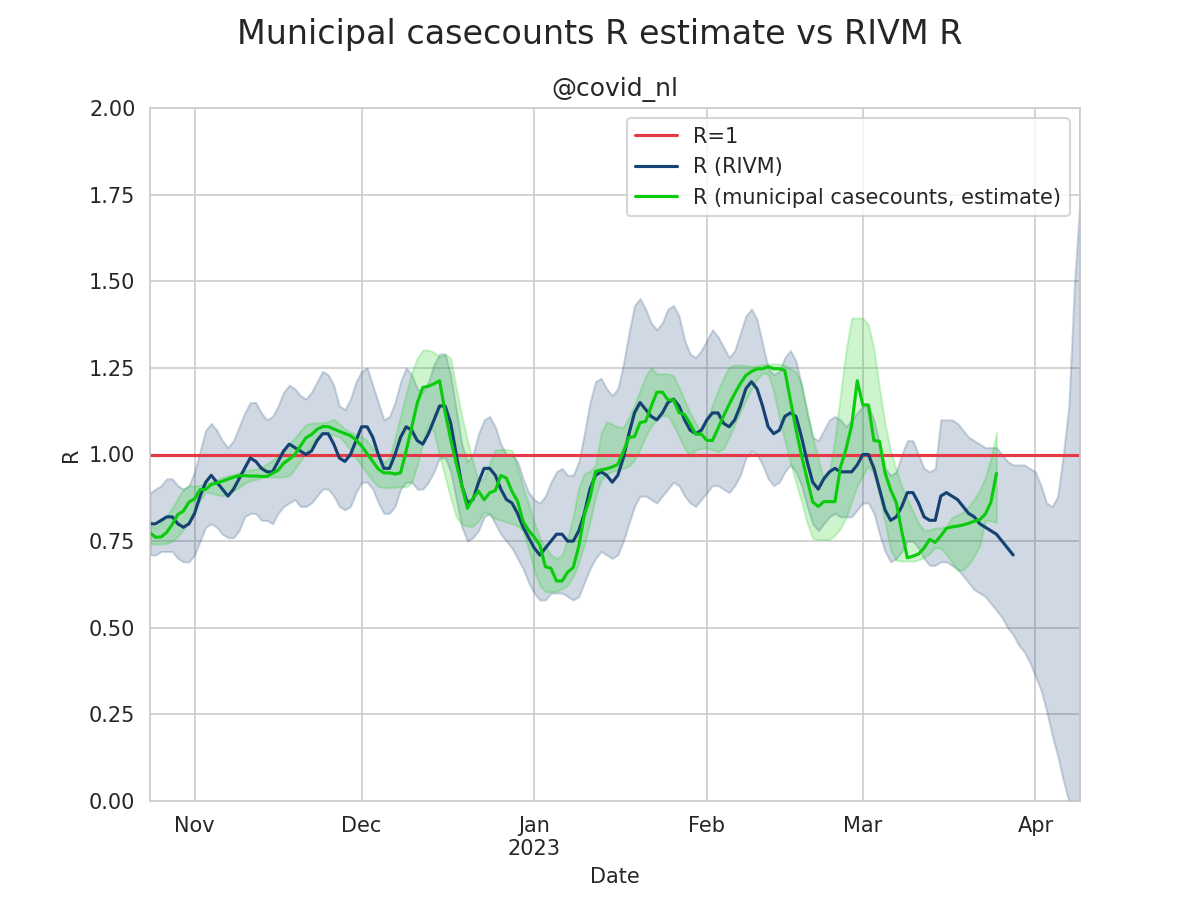 Municipal casecounts R estimate vs RIVM R
@covid_nl
2.00
1.75
1.50
1.25
1.00
0.75
0.50
0.25
0.00
R
R=1
R (RIVM)
R (municipal casecounts, estimate)
Nov Dec Jan Feb Mar Apr
2023
Date